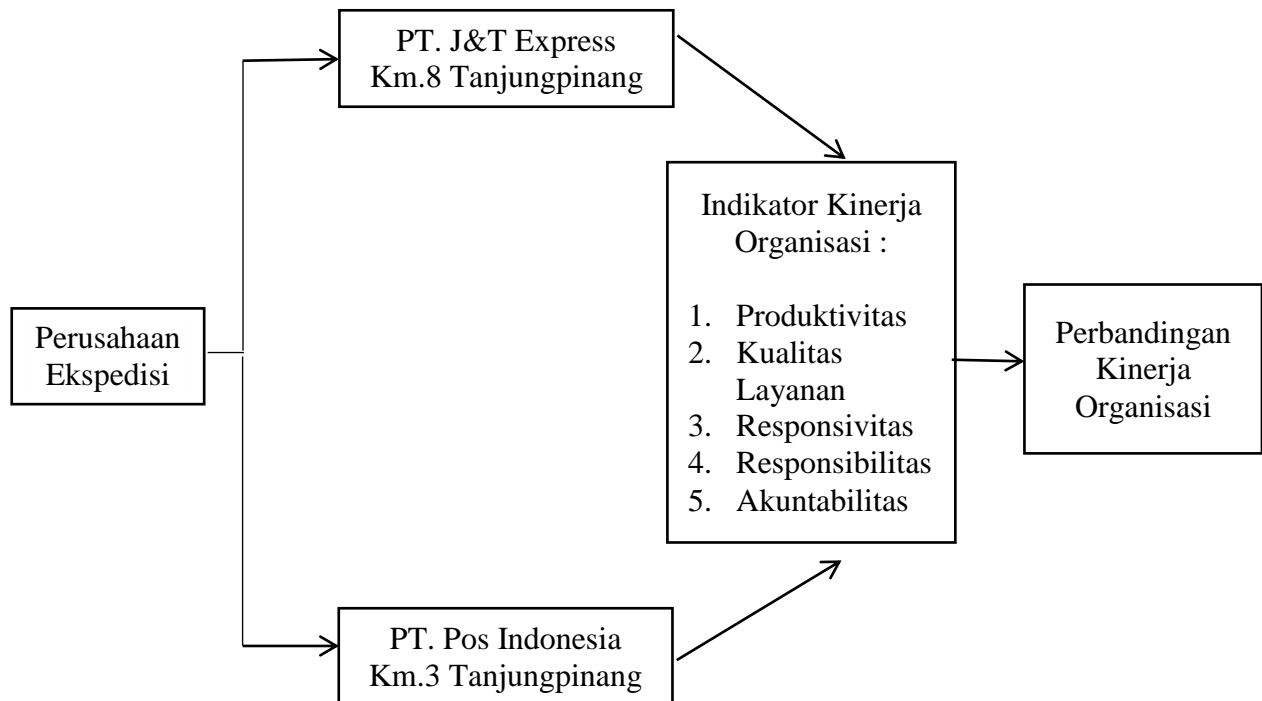 PT. J&T Express
Km.8 Tanjungpinang
Indikator Kinerja
Organisasi :
1. Produktivitas
2. Kualitas
Layanan
3. Responsivitas
4. Responsibilitas
5. Akuntabilitas
Perusahaan
Ekspedisi
Perbandingan
Kinerja
Organisasi
PT. Pos Indonesia
Km.3 Tanjungpinang